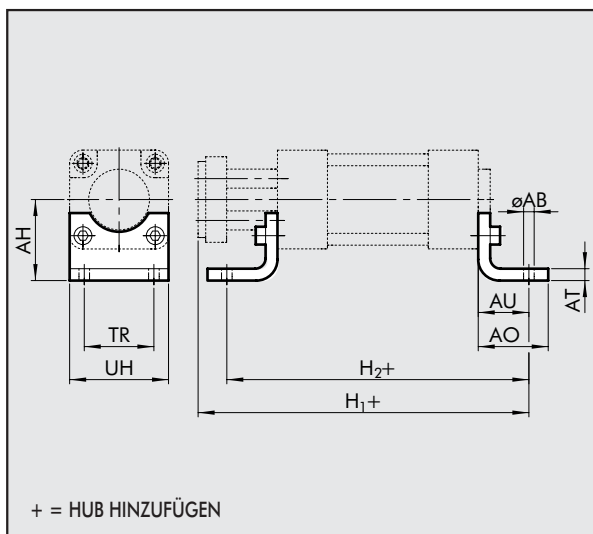 øAB
AH
AT
AU
AO
TR
UH
H₂+
H₁+
+ = HUB HINZUFÜGEN